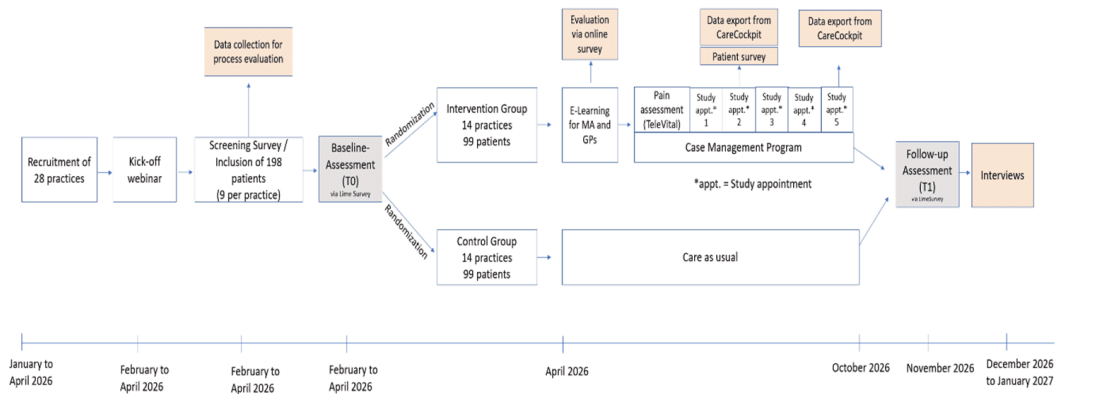 Data collection for
process evaluation
Evaluation
via online
survey
Data export from
CareCockpit
Patient survey
Data export from
CareCockpit
Recruitment of
28 practices
Kick-off
webinar
Screening Survey /
Inclusion of 198
patients
(9 per practice)
Baseline-
Assessment
(T0)
via Lime Survey
Randomization
Randomization
Intervention Group
14 practices
99 patients
E-Learning
for MA and
GPs
Pain
assessment
(TeleVital)
Study
appt.*
1
Study
appt.*
2
Study
appt.*
3
Study
appt.*
4
Study
appt.*
5
Case Management Program
*appt. = Study appointment
Control Group
14 practices
99 patients
Care as usual
Follow-up
Assessment
(T1)
via LimeSurvey
Interviews
January to
April 2026
February to
April 2026
February to
April 2026
February to
April 2026
April 2026
October 2026
November 2026
December 2026
to January 2027